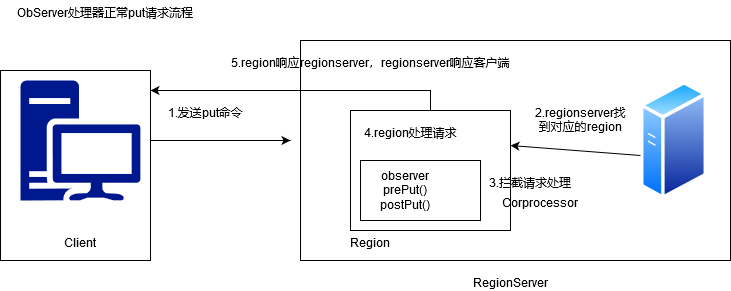 ObServer处理器正常put请求流程
5.region响应regionserver，regionserver响应客户端
1.发送put命令
2.regionserver找
到对应的region
4.region处理请求
observer
prePut()
postPut()
3.拦截请求处理
Corprocessor
Client
Region
RegionServer